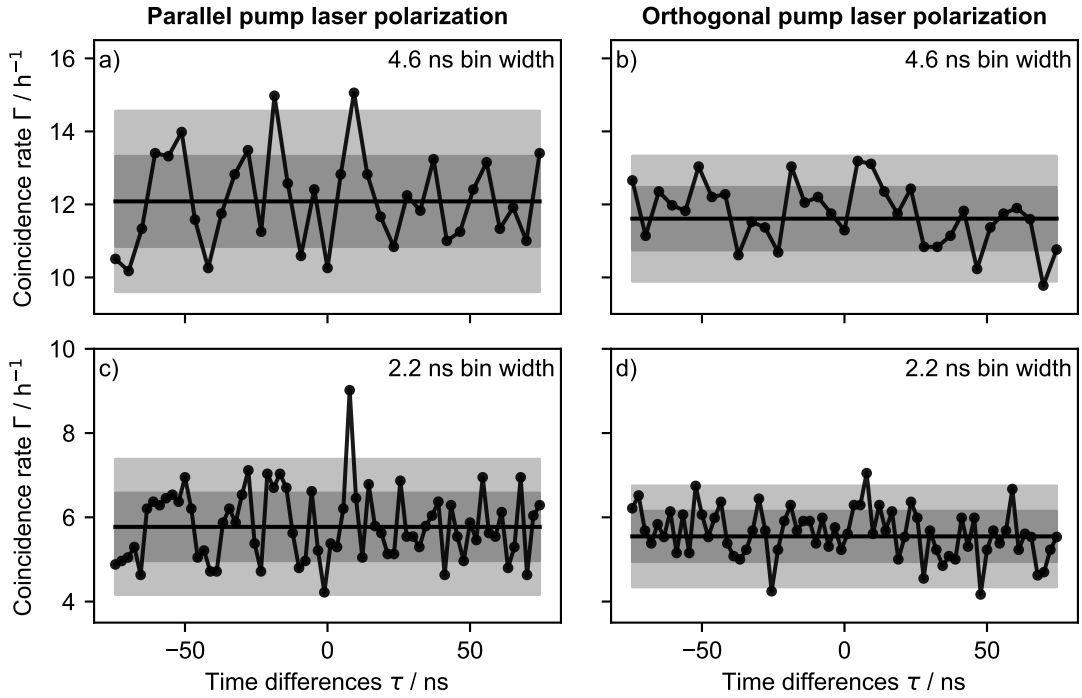 Parallel pump laser polarization
Orthogonal pump laser polarization
a)
4.6 ns bin width
b)
4.6 ns bin width
Coincidence rate Γ / h⁻¹
16
14
12
10
c)
2.2 ns bin width
d)
2.2 ns bin width
Coincidence rate Γ / h⁻¹
10
8
6
4
−50
0
50
−50
0
50
Time differences τ / ns
Time differences τ / ns